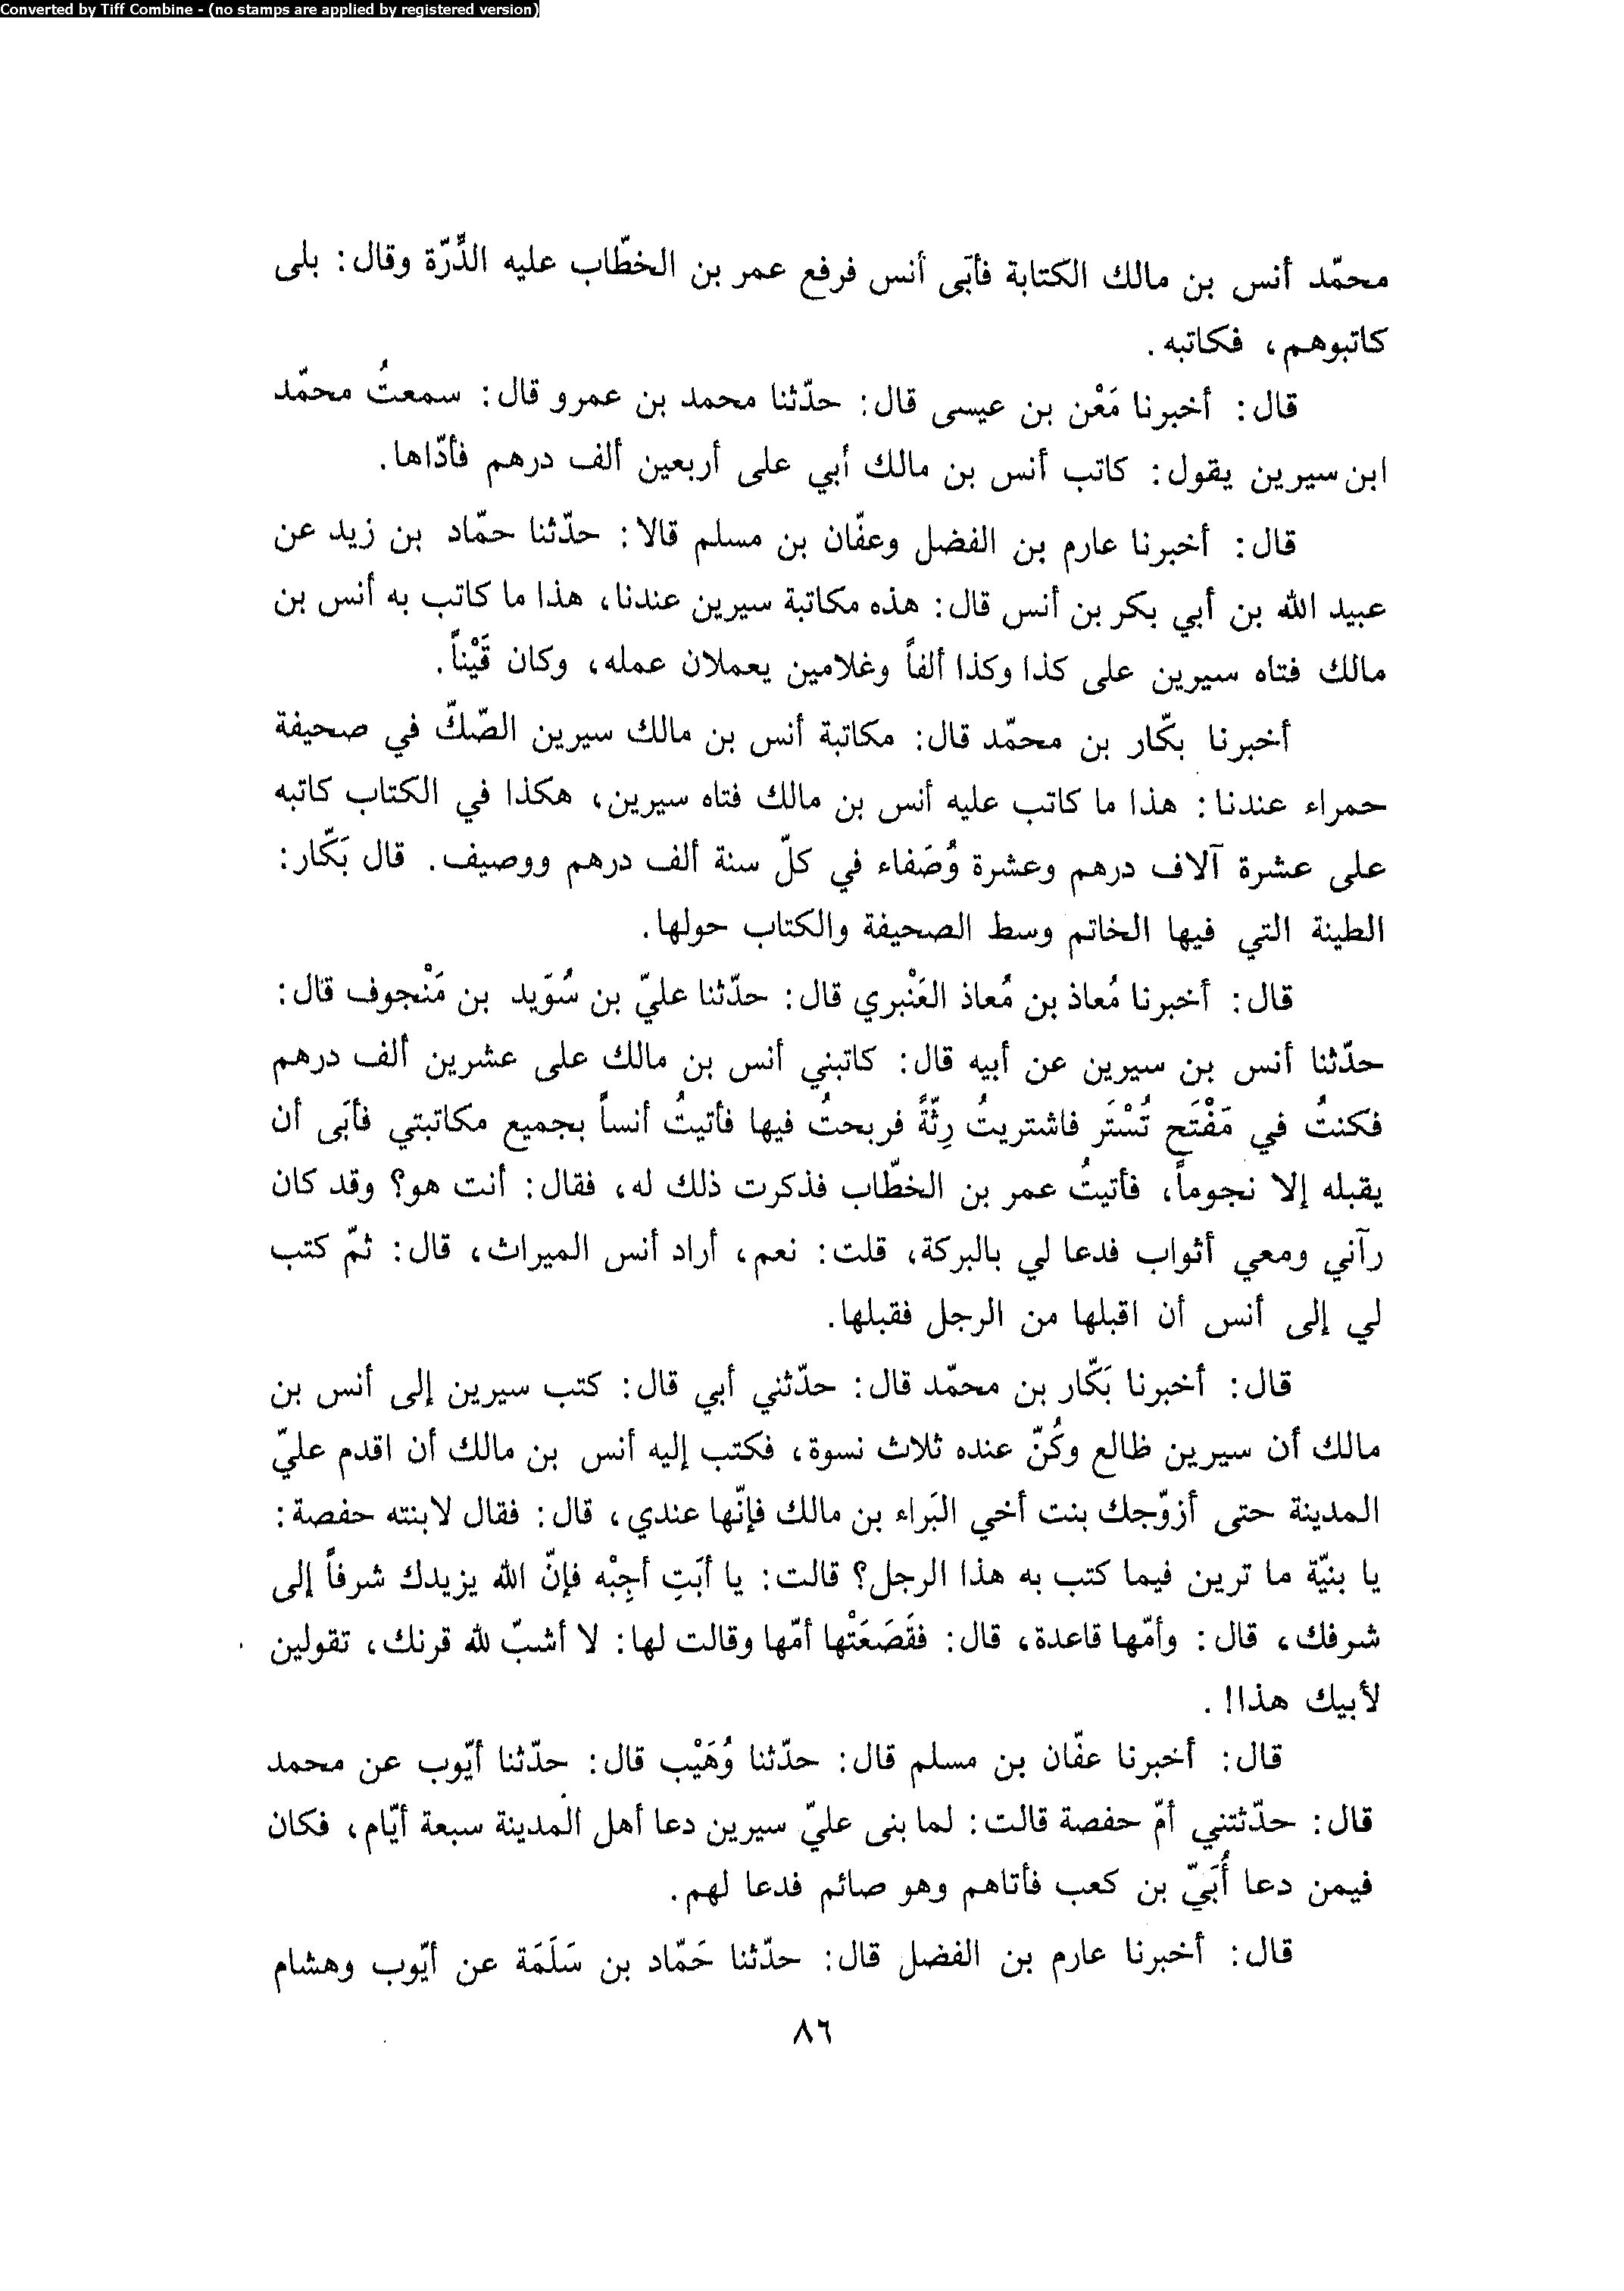 Converted by Tiff Combine - (no stamps are applied by registered version)
محمّد أنس بن مالك الكتابة فأبَى أنس فرفع عمر بن الخطّاب عليه الدِّرّة وقال: بلى
كاتبوهم، فكاتبه.
قال: أخبرنا مَعْن بن عيسى قال: حدّثنا محمد بن عمرو قال: سمعتُ محمّد
ابن سيرين يقول: كاتب أنس بن مالك أبي على أربعين ألف درهم فأدّاها.
قال: أخبرنا عارم بن الفضل وعفّان بن مسلم قالا: حدّثنا حمّاد بن زيد عن
عبيد الله بن أبي بكر بن أنس قال: هذه مكاتبة سيرين عندنا، هذا ما كاتب به أنس بن
مالك فتاه سيرين على كذا وكذا ألفاً وغلامين يعملان عمله، وكان قَيْناً.
أخبرنا بكّار بن محمّد قال: مكاتبة أنس بن مالك سيرين الصّكّ في صحيفة
حمراء عندنا: هذا ما كاتب عليه أنس بن مالك فتاه سيرين، هكذا في الكتاب كاتبه
على عشرة آلاف درهم وعشرة وُصَفاء في كلّ سنة ألف درهم ووصيف. قال بَكّار:
الطينة التي فيها الخاتم وسط الصحيفة والكتاب حولها.
قال: أخبرنا مُعاذ بن مُعاذ العَنْبري قال: حدّثنا عليّ بن سُوَيد بن مَنْجوف قال:
حدّثنا أنس بن سيرين عن أبيه قال: كاتبني أنس بن مالك على عشرين ألف درهم
فكنتُ في مَفْتَح تُسْتَر فاشتريتُ رِثّةً فربحتُ فيها فأتيتُ أنساً بجميع مكاتبتي فأبَى أن
يقبله إلا نجوماً، فأتيتُ عمر بن الخطّاب فذكرت ذلك له، فقال: أنت هو؟ وقد كان
رآني ومعي أثواب فدعا لي بالبركة، قلت: نعم، أراد أنس الميراث، قال: ثمّ كتب
لي إلى أنس أن اقبلها من الرجل فقبلها.
قال: أخبرنا بَكّار بن محمّد قال: حدّثني أبي قال: كتب سيرين إلى أنس بن
مالك أن سيرين ظالع وكُنّ عنده ثلاث نسوة، فكتب إليه أنس بن مالك أن اقدم عليّ
المدينة حتى أزوّجك بنت أخي البَراء بن مالك فإنّها عندي، قال: فقال لابنته حفصة:
يا بنيّة ما ترين فيما كتب به هذا الرجل؟ قالت: يا أبَتِ أجِبْه فإنّ الله يزيدك شرفاً إلى
شرفك، قال: وأمّها قاعدة، قال: فقَصَعَتْها أمّها وقالت لها: لا أشبّ لله قرنك، تقولين
لأبيك هذا!.
قال: أخبرنا عفّان بن مسلم قال: حدّثنا وُهَيْب قال: حدّثنا أيّوب عن محمد
قال: حدّثتني أمّ حفصة قالت: لما بنى عليّ سيرين دعا أهل المدينة سبعة أيّام، فكان
فيمن دعا أُبَيّ بن كعب فأتاهم وهو صائم فدعا لهم.
قال: أخبرنا عارم بن الفضل قال: حدّثنا حَمّاد بن سَلَمَة عن أيّوب وهشام
٨٦